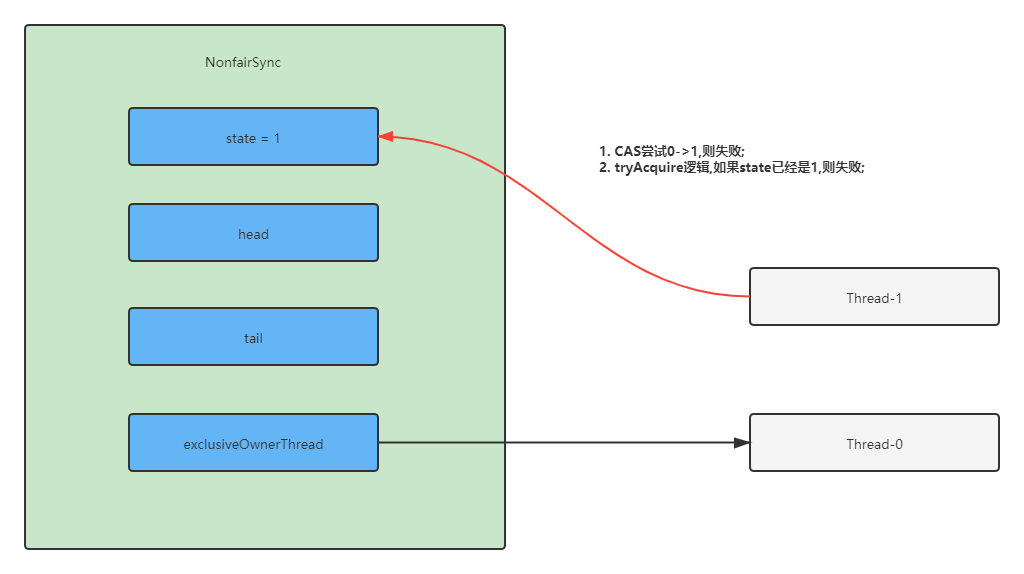 NonfairSync
state = 1
1. CAS尝试0->1,则失败;
2. tryAcquire逻辑,如果state已经是1,则失败;
head
Thread-1
tail
exclusiveOwnerThread
Thread-0